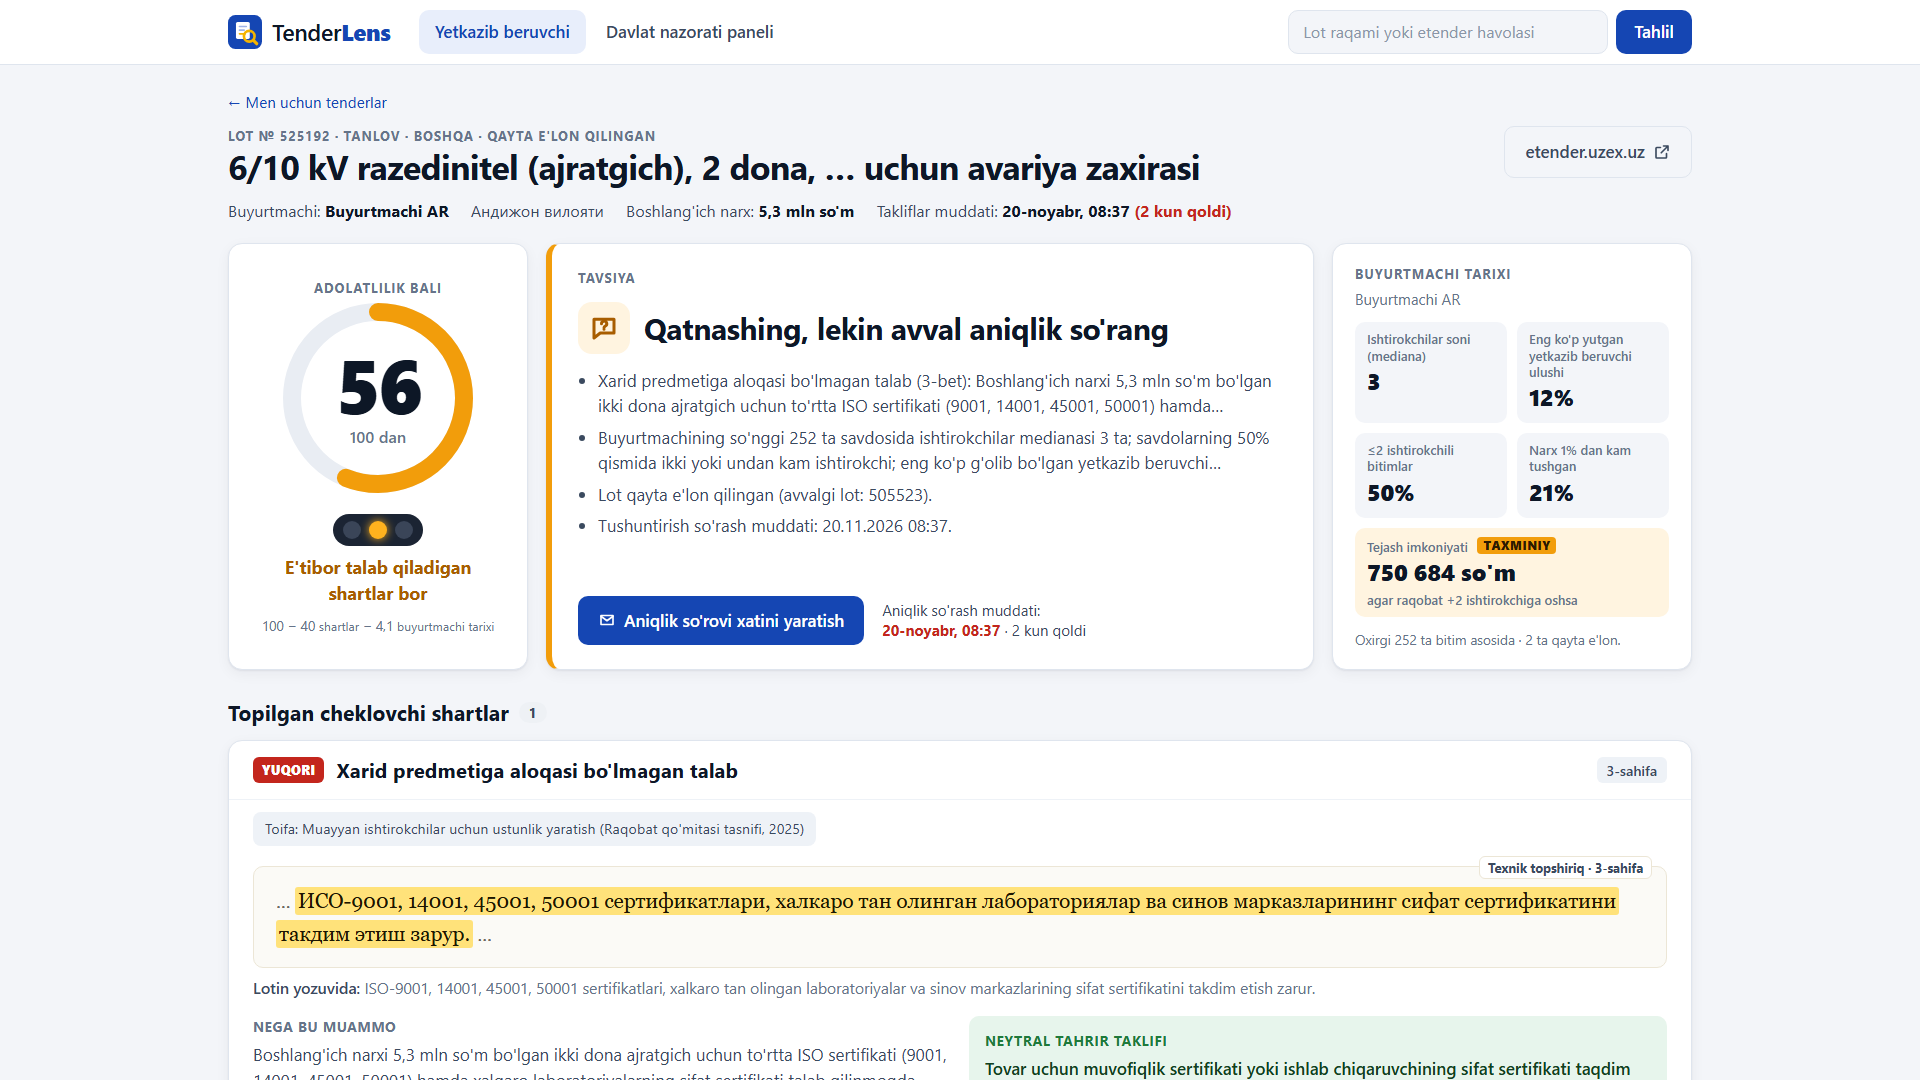 TenderLens
Yetkazib beruvchi
Davlat nazorati paneli
Lot raqami yoki etender havolasi
Tahlil
← Men uchun tenderlar
LOT № 525192 · TANLOV · BOSHQA · QAYTA E'LON QILINGAN
6/10 kV razedinitel (ajratgich), 2 dona, … uchun avariya zaxirasi
etender.uzex.uz
Buyurtmachi: Buyurtmachi AR Андижон вилояти Boshlang'ich narx: 5,3 mln so'm Takliflar muddati: 20-noyabr, 08:37 (2 kun qoldi)
ADOLATLILIK BALI
56
100 dan
E'tibor talab qiladigan
shartlar bor
100 − 40 shartlar − 4,1 buyurtmachi tarixi
TAVSIYA
Qatnashing, lekin avval aniqlik so'rang
• Xarid predmetiga aloqasi bo'lmagan talab (3-bet): Boshlang'ich narxi 5,3 mln so'm bo'lgan
ikki dona ajratgich uchun to'rtta ISO sertifikati (9001, 14001, 45001, 50001) hamda…
• Buyurtmachining so'nggi 252 ta savdosida ishtirokchilar medianasi 3 ta; savdolarning 50%
qismida ikki yoki undan kam ishtirokchi; eng ko'p g'olib bo'lgan yetkazib beruvchi…
• Lot qayta e'lon qilingan (avvalgi lot: 505523).
• Tushuntirish so'rash muddati: 20.11.2026 08:37.
Aniqlik so'rovi xatini yaratish
Aniqlik so'rash muddati:
20-noyabr, 08:37 · 2 kun qoldi
BUYURTMACHI TARIXI
Buyurtmachi AR
Ishtirokchilar soni
(mediana)
3
Eng ko'p yutgan
yetkazib beruvchi
ulushi
12%
≤2 ishtirokchili
bitimlar
50%
Narx 1% dan kam
tushgan
21%
Tejash imkoniyati TAXMINIY
750 684 so'm
agar raqobat +2 ishtirokchiga oshsa
Oxirgi 252 ta bitim asosida · 2 ta qayta e'lon.
Topilgan cheklovchi shartlar 1
YUQORI Xarid predmetiga aloqasi bo'lmagan talab
3-sahifa
Toifa: Muayyan ishtirokchilar uchun ustunlik yaratish (Raqobat qo'mitasi tasnifi, 2025)
Texnik topshiriq · 3-sahifa
… ИСО-9001, 14001, 45001, 50001 сертификатлари, халкаро тан олинган лабораториялар ва синов марказларининг сифат сертификатини
такдим этиш зарур. …
Lotin yozuvida: ISO-9001, 14001, 45001, 50001 sertifikatlari, xalkaro tan olingan laboratoriyalar va sinov markazlarining sifat sertifikatini takdim etish zarur.
NEGA BU MUAMMO
Boshlang'ich narxi 5,3 mln so'm bo'lgan ikki dona ajratgich uchun to'rtta ISO sertifikati (9001,
14001, 45001, 50001) hamda xalqaro laboratoriyalarning sifat sertifikati talab qilinmoqda
NEYTRAL TAHRIR TAKLIFI
Tovar uchun muvofiqlik sertifikati yoki ishlab chiqaruvchining sifat sertifikati taqdim